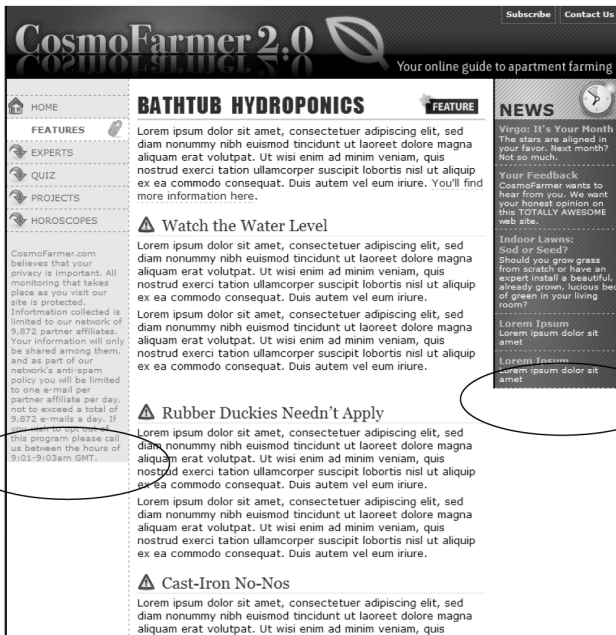 Subscribe
Contact Us
CosmoFarmer 2.0
Your online guide to apartment farming
HOME
FEATURES
EXPERTS
QUIZ
PROJECTS
HOROSCOPES
CosmoFarmer.com
believes that your
privacy is important. All
monitoring that takes
place as you visit our
site is protected.
Infortmation collected is
limited to our network of
9,872 partner affiliates.
Your information will only
be shared among them,
and as part of our
network's anti-spam
policy you will be limited
to one e-mail per
partner affiliate per day,
not to exceed a total of
9,872 e-mails a day. If
you wish to opt out of
this program please call
us between the hours of
9:01-9:03am GMT.
BATHTUB HYDROPONICS
FEATURE
Lorem ipsum dolor sit amet, consectetuer adipiscing elit, sed
diam nonummy nibh euismod tincidunt ut laoreet dolore magna
aliquam erat volutpat. Ut wisi enim ad minim veniam, quis
nostrud exerci tation ullamcorper suscipit lobortis nisl ut aliquip
ex ea commodo consequat. Duis autem vel eum iriure. You'll find
more information here.
Watch the Water Level
Lorem ipsum dolor sit amet, consectetuer adipiscing elit, sed
diam nonummy nibh euismod tincidunt ut laoreet dolore magna
aliquam erat volutpat. Ut wisi enim ad minim veniam, quis
nostrud exerci tation ullamcorper suscipit lobortis nisl ut aliquip
ex ea commodo consequat. Duis autem vel eum iriure.
Lorem ipsum dolor sit amet, consectetuer adipiscing elit, sed
diam nonummy nibh euismod tincidunt ut laoreet dolore magna
aliquam erat volutpat. Ut wisi enim ad minim veniam, quis
nostrud exerci tation ullamcorper suscipit lobortis nisl ut aliquip
ex ea commodo consequat. Duis autem vel eum iriure.
Rubber Duckies Needn't Apply
Lorem ipsum dolor sit amet, consectetuer adipiscing elit, sed
diam nonummy nibh euismod tincidunt ut laoreet dolore magna
aliquam erat volutpat. Ut wisi enim ad minim veniam, quis
nostrud exerci tation ullamcorper suscipit lobortis nisl ut aliquip
ex ea commodo consequat. Duis autem vel eum iriure.
Lorem ipsum dolor sit amet, consectetuer adipiscing elit, sed
diam nonummy nibh euismod tincidunt ut laoreet dolore magna
aliquam erat volutpat. Ut wisi enim ad minim veniam, quis
nostrud exerci tation ullamcorper suscipit lobortis nisl ut aliquip
ex ea commodo consequat. Duis autem vel eum iriure.
Cast-Iron No-Nos
Lorem ipsum dolor sit amet, consectetuer adipiscing elit, sed
diam nonummy nibh euismod tincidunt ut laoreet dolore magna
aliquam erat volutpat. Ut wisi enim ad minim veniam, quis
NEWS
Virgo: It's Your Month
The stars are aligned in
your favor. Next month?
Not so much.
Your Feedback
CosmoFarmer wants to
hear from you. We want
your honest opinion on
this TOTALLY AWESOME
web site.
Indoor Lawns:
Sod or Seed?
Should you grow grass
from scratch or have an
expert install a beautiful,
already grown, lucious bed
of green in your living
room?
Lorem Ipsum
Lorem ipsum dolor sit
amet
Lorem Ipsum
Lorem ipsum dolor sit
amet